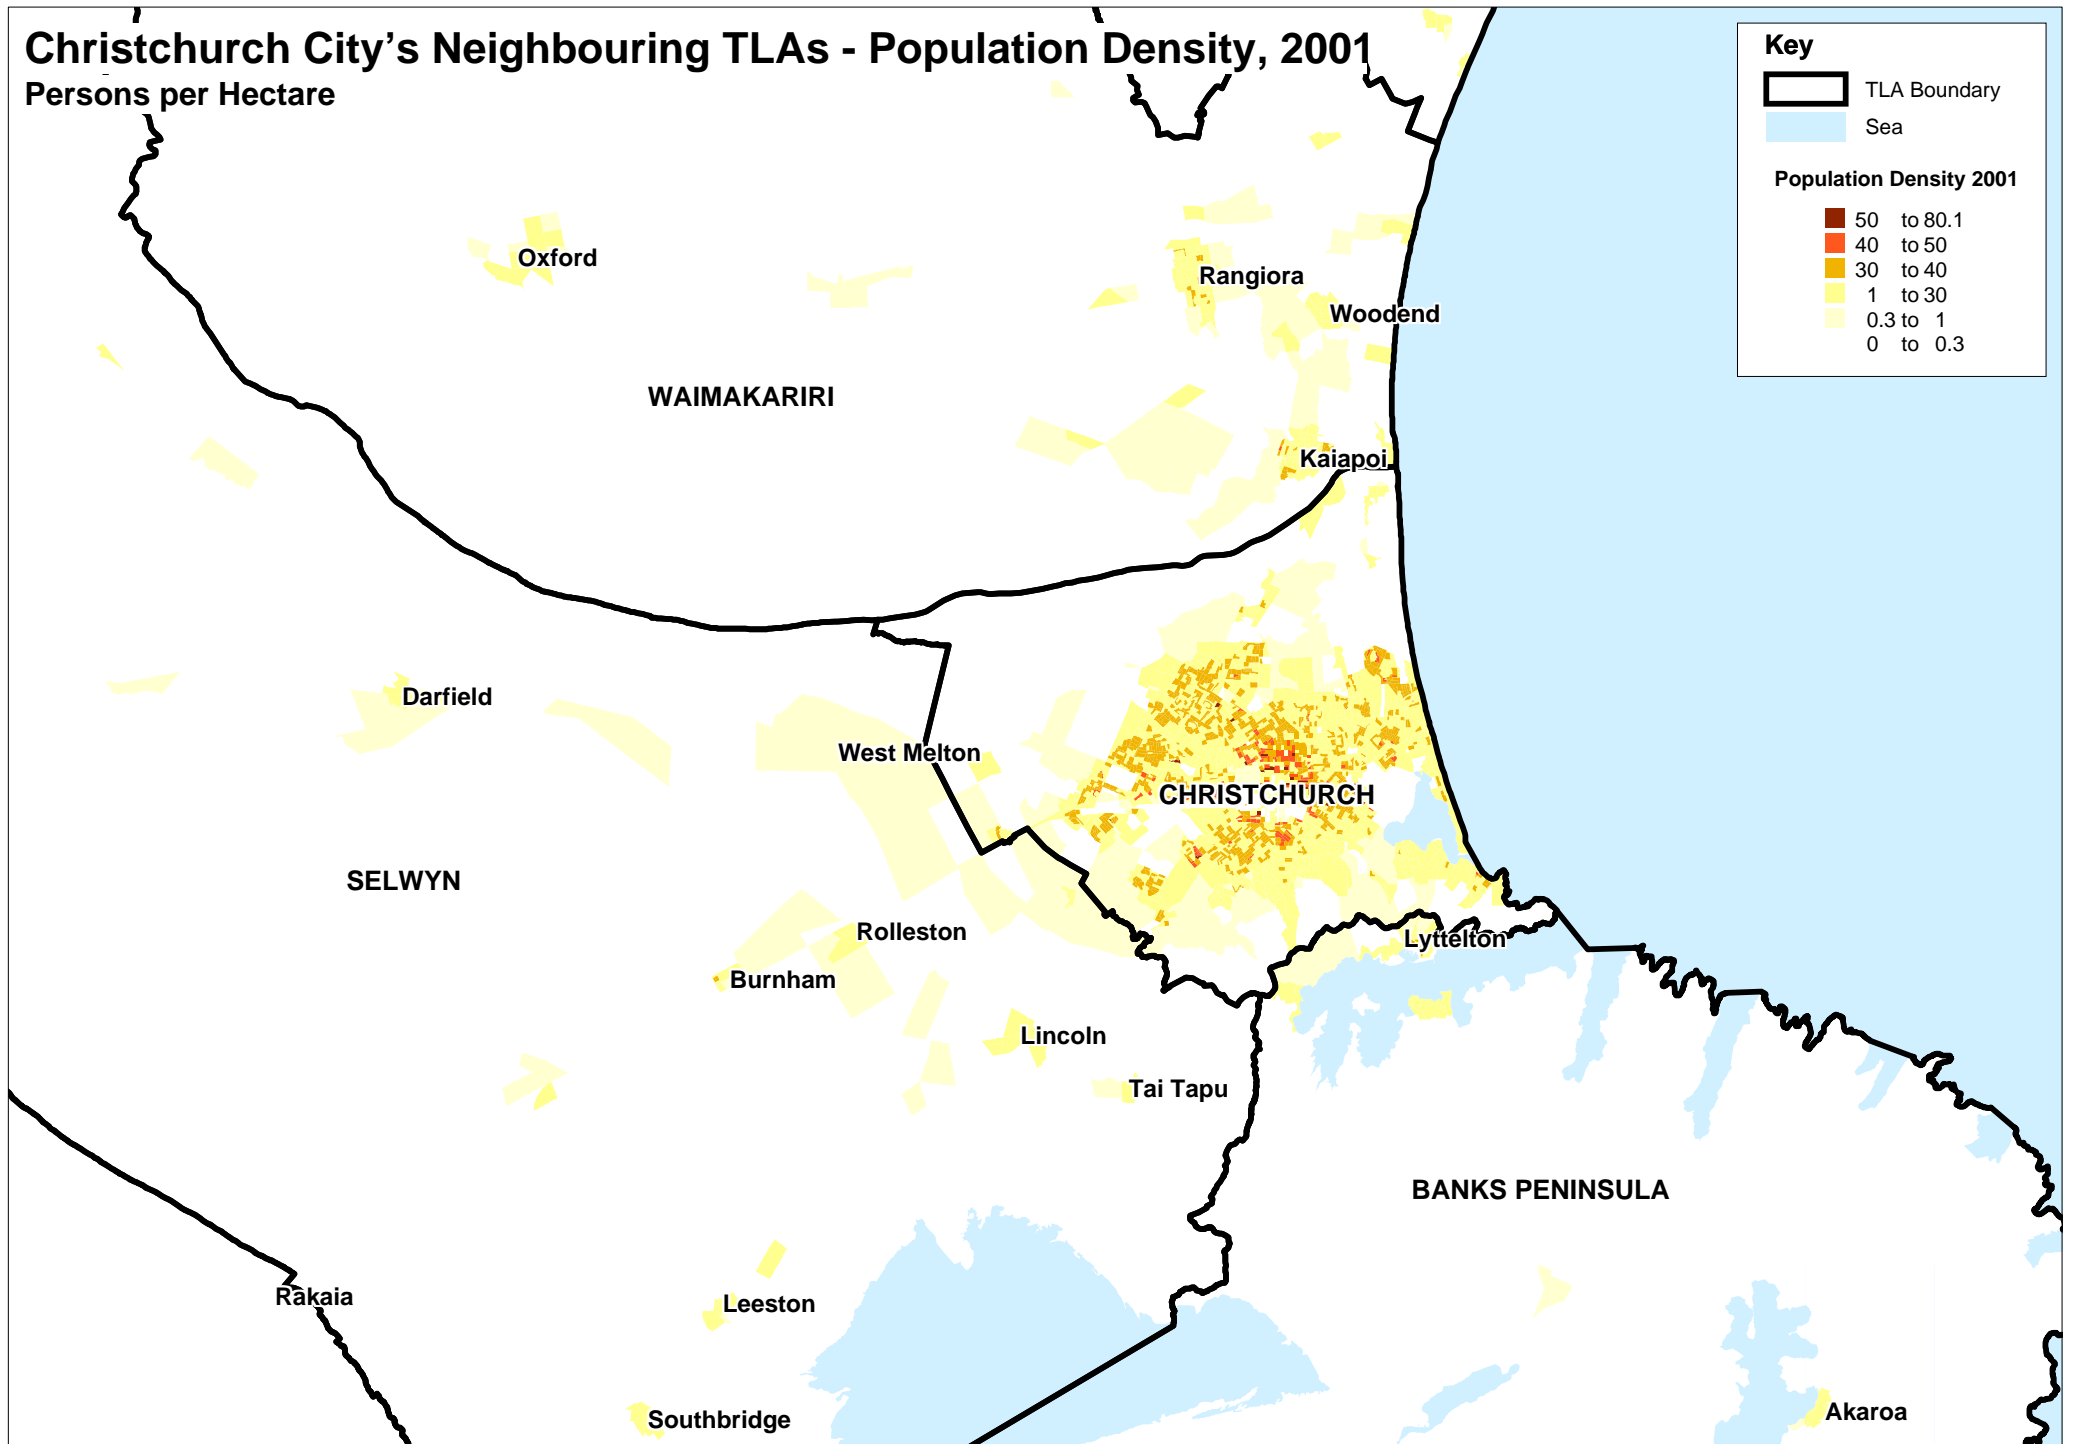 Christchurch City's Neighbouring TLAs - Population Density, 2001
Persons per Hectare
Key
TLA Boundary
Sea
Population Density 2001
50 to 80.1
40 to 50
30 to 40
1 to 30
0.3 to 1
0 to 0.3
Oxford
Rangiora
Woodend
WAIMAKARIRI
Kaiapoi
Darfield
West Melton
CHRISTCHURCH
SELWYN
Rolleston
Lyttelton
Burnham
Lincoln
Tai Tapu
BANKS PENINSULA
Rakaia
Leeston
Southbridge
Akaroa